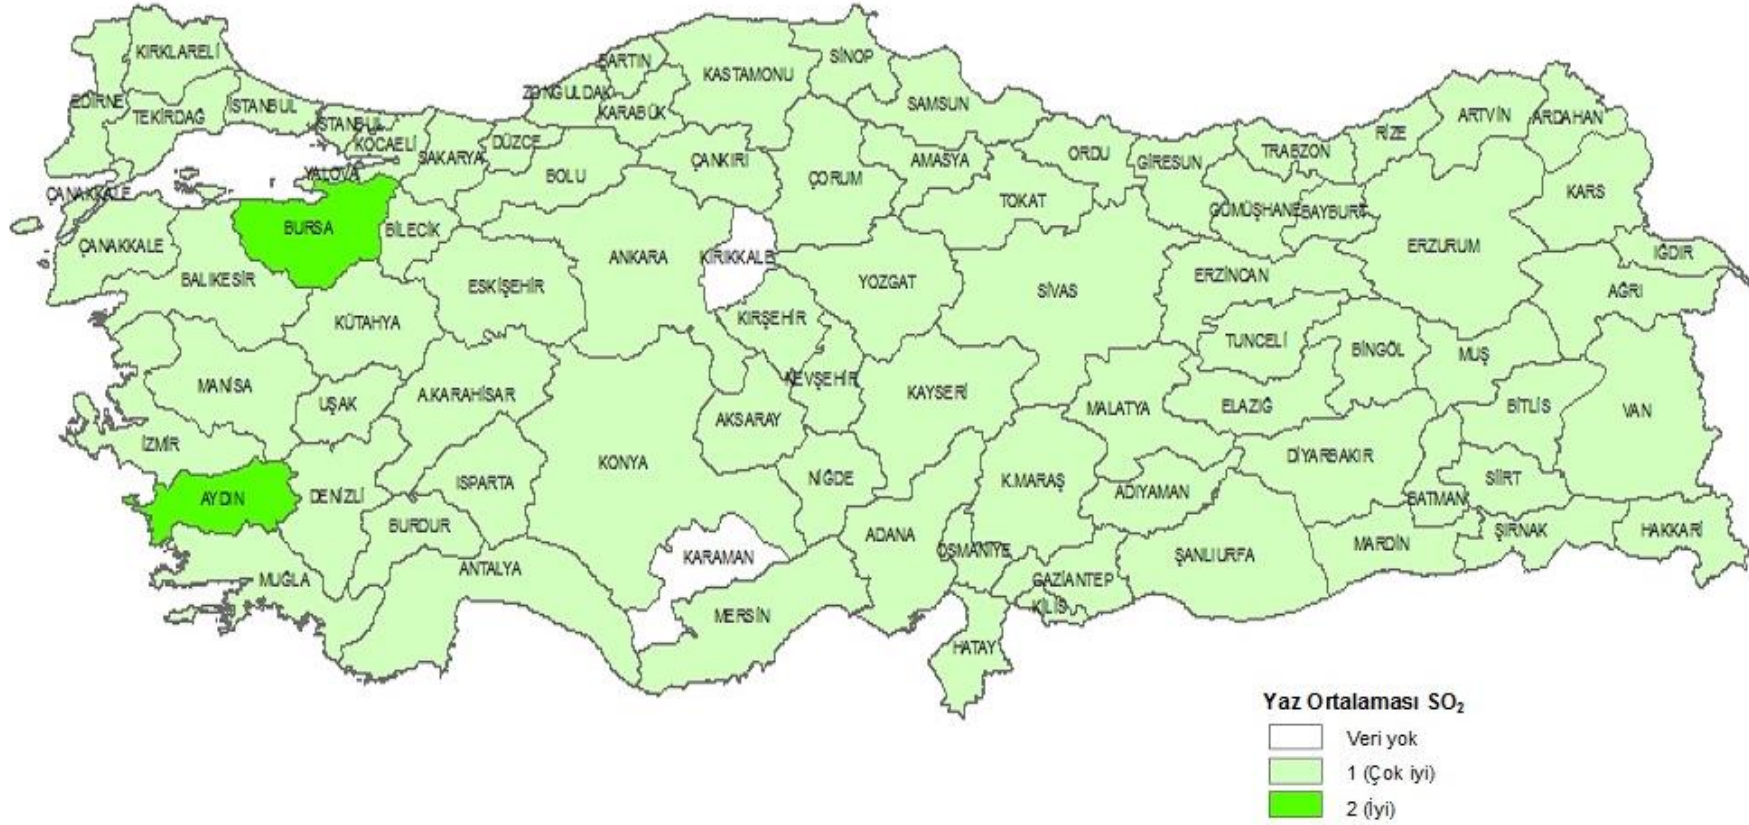 KIRKLARELİ
EDİRNE
TEKİRDAĞ
İSTANBUL
İSTANBUL
KOCAELİ
YALOVA
SAKARYA
DÜZCE
BOLU
ZONGULDAK
BARTIN
KARABÜK
KASTAMONU
SİNOP
SAMSUN
ÇANKIRI
ÇORUM
AMASYA
TOKAT
ORDU
GİRESUN
TRABZON
RİZE
ARTVİN
ARDAHAN
KARS
GÜMÜŞHANE
BAYBURT
ERZURUM
IĞDIR
AĞRI
ÇANAKKALE
ÇANAKKALE
BURSA
BİLECİK
BALIKESİR
ESKİŞEHİR
ANKARA
KIRIKKALE
YOZGAT
SİVAS
ERZİNCAN
KÜTAHYA
KIRŞEHİR
TUNCELİ
BİNGÖL
MUŞ
MANİSA
UŞAK
A.KARAHİSAR
NEVŞEHİR
KAYSERİ
AKSARAY
MALATYA
ELAZIĞ
BİTLİS
VAN
İZMİR
KONYA
DİYARBAKIR
AYDIN
DENİZLİ
ISPARTA
NİĞDE
K.MARAŞ
ADIYAMAN
BATMAN
SİİRT
BURDUR
ADANA
OSMANİYE
ŞIRNAK
HAKKARİ
MARDİN
MUĞLA
ANTALYA
KARAMAN
GAZİANTEP
ŞANLIURFA
KİLİS
MERSİN
HATAY
Yaz Ortalaması SO₂
Veri yok
1 (Çok iyi)
2 (İyi)